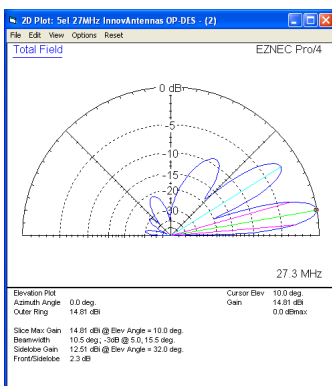 2D Plot: 5el 27MHz InnovAntennas OP-DES - (2)
File Edit View Options Reset
Total Field EZNEC Pro/4
0 dB
-5
-10
-15
-20
-30
27.3 MHz
Elevation Plot Cursor Elev 10.0 deg.
Azimuth Angle 0.0 deg. Gain 14.81 dBi
Outer Ring 14.81 dBi 0.0 dBmax
Slice Max Gain 14.81 dBi @ Elev Angle = 10.0 deg.
Beamwidth 10.5 deg.; -3dB @ 5.0, 15.5 deg.
Sidelobe Gain 12.51 dBi @ Elev Angle = 32.0 deg.
Front/Sidelobe 2.3 dB